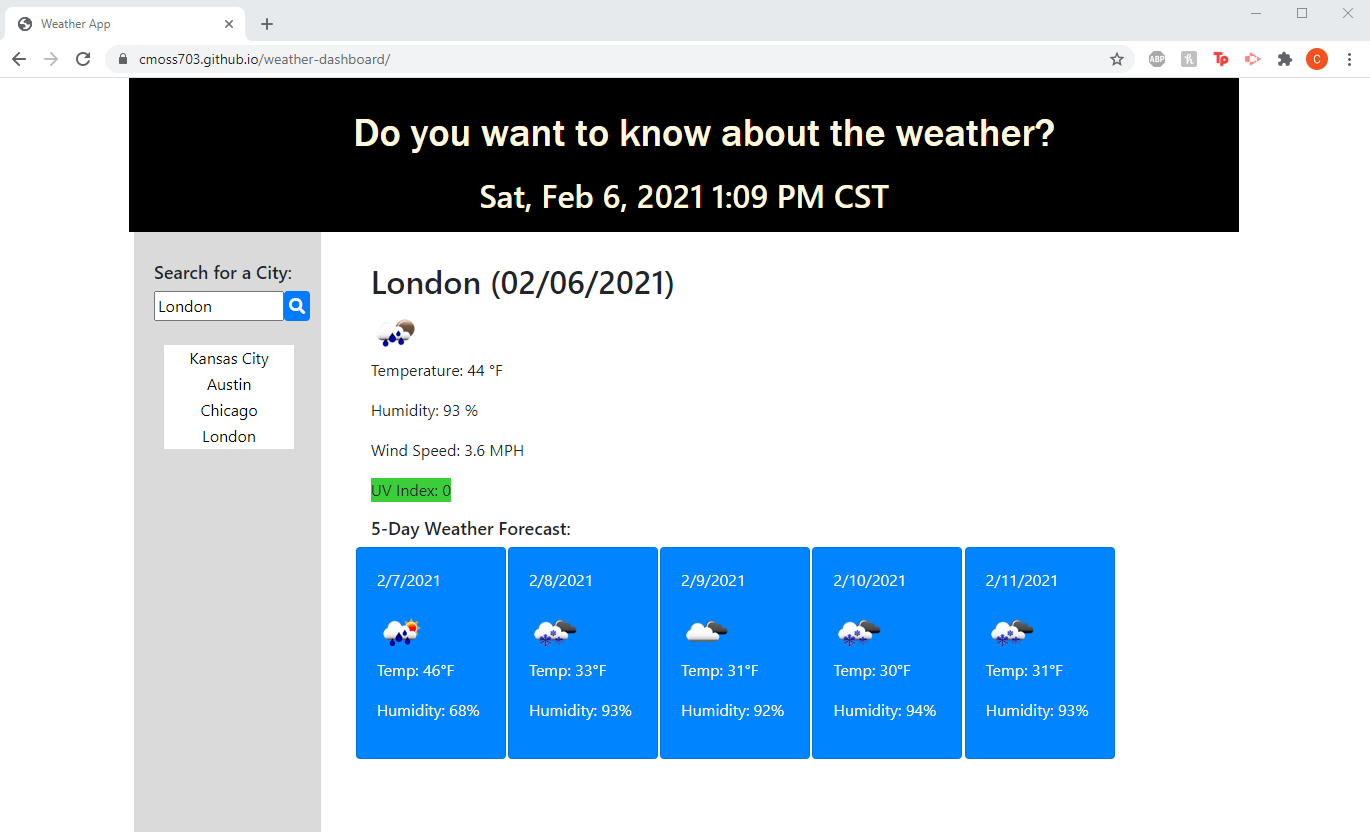 Weather App
cmoss703.github.io/weather-dashboard/
ABP
Tp
C
Do you want to know about the weather?
Sat, Feb 6, 2021 1:09 PM CST
Search for a City:
London
Kansas City
Austin
Chicago
London
London (02/06/2021)
Temperature: 44 °F
Humidity: 93 %
Wind Speed: 3.6 MPH
UV Index: 0
5-Day Weather Forecast:
2/7/2021
Temp: 46°F
Humidity: 68%
2/8/2021
Temp: 33°F
Humidity: 93%
2/9/2021
Temp: 31°F
Humidity: 92%
2/10/2021
Temp: 30°F
Humidity: 94%
2/11/2021
Temp: 31°F
Humidity: 93%